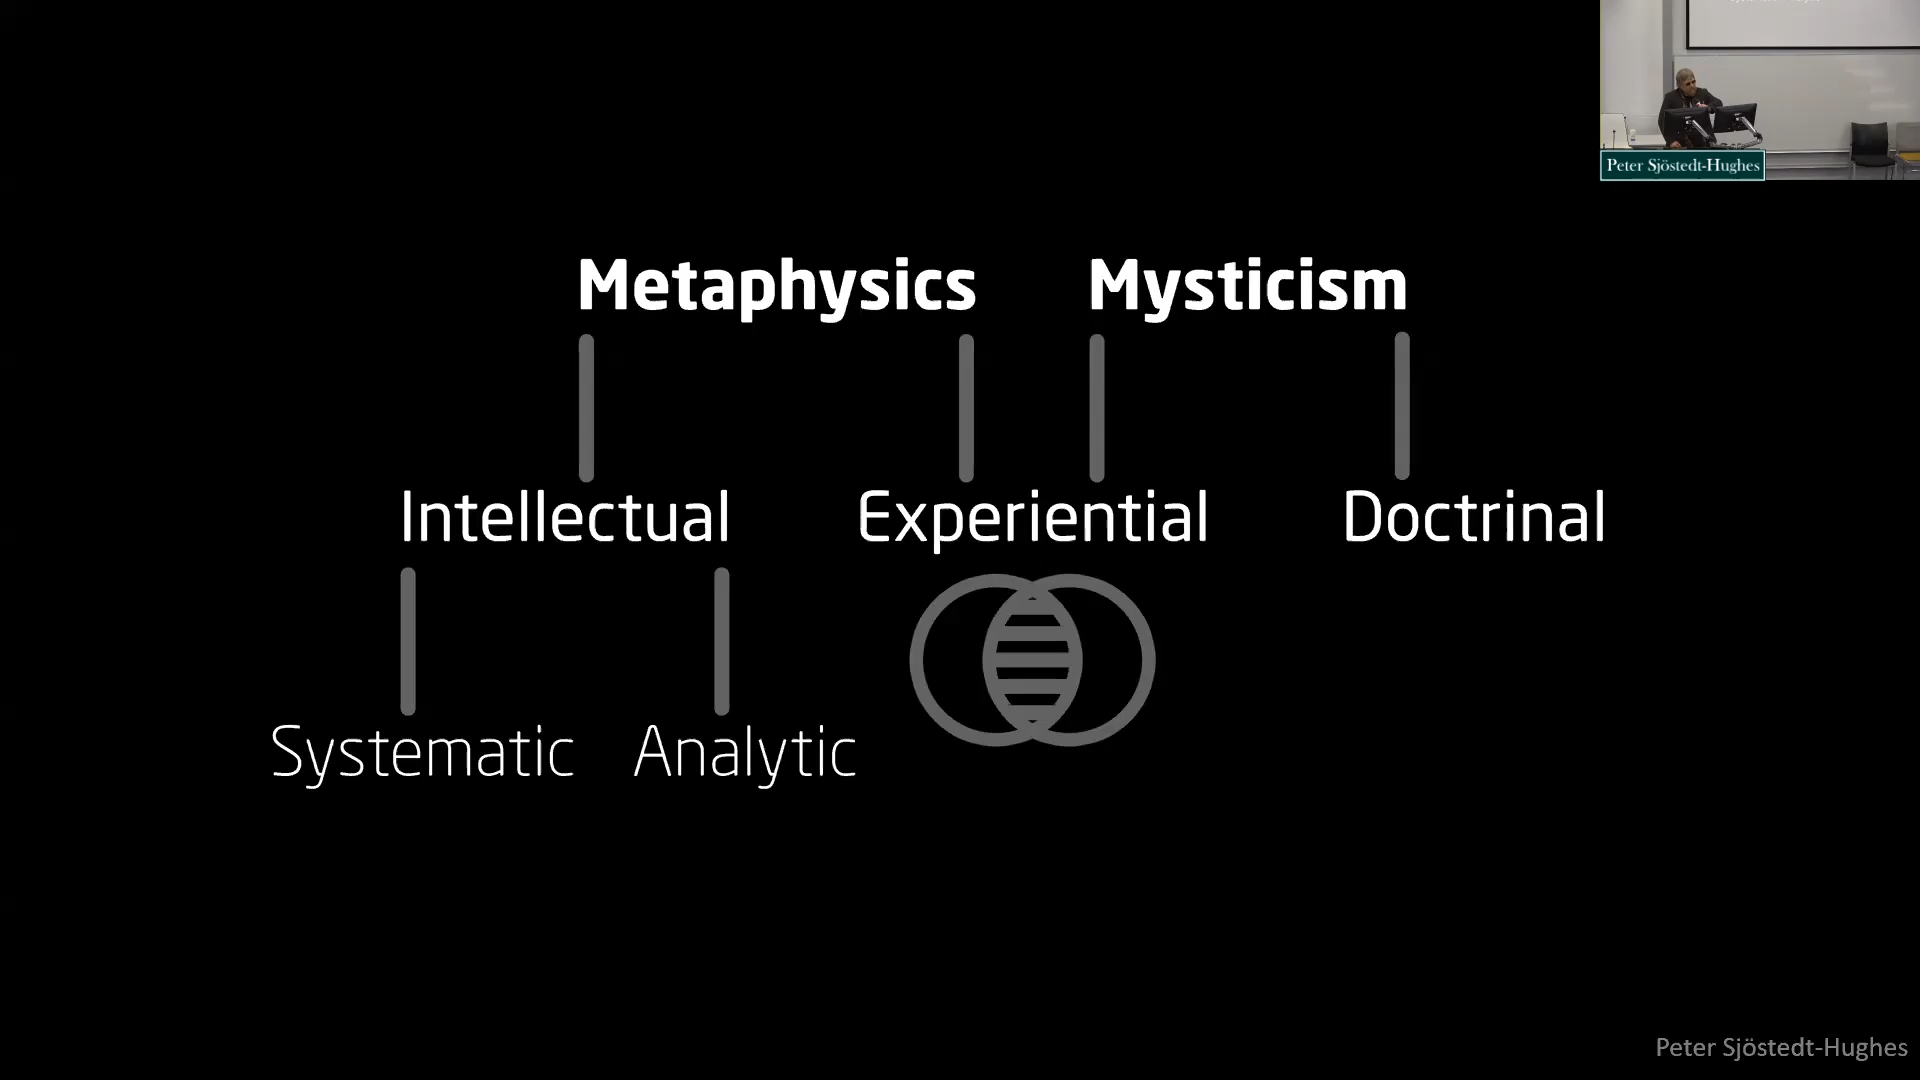 Peter Sjöstedt-Hughes
Metaphysics Mysticism
Intellectual Experiential Doctrinal
Systematic Analytic
Peter Sjöstedt-Hughes